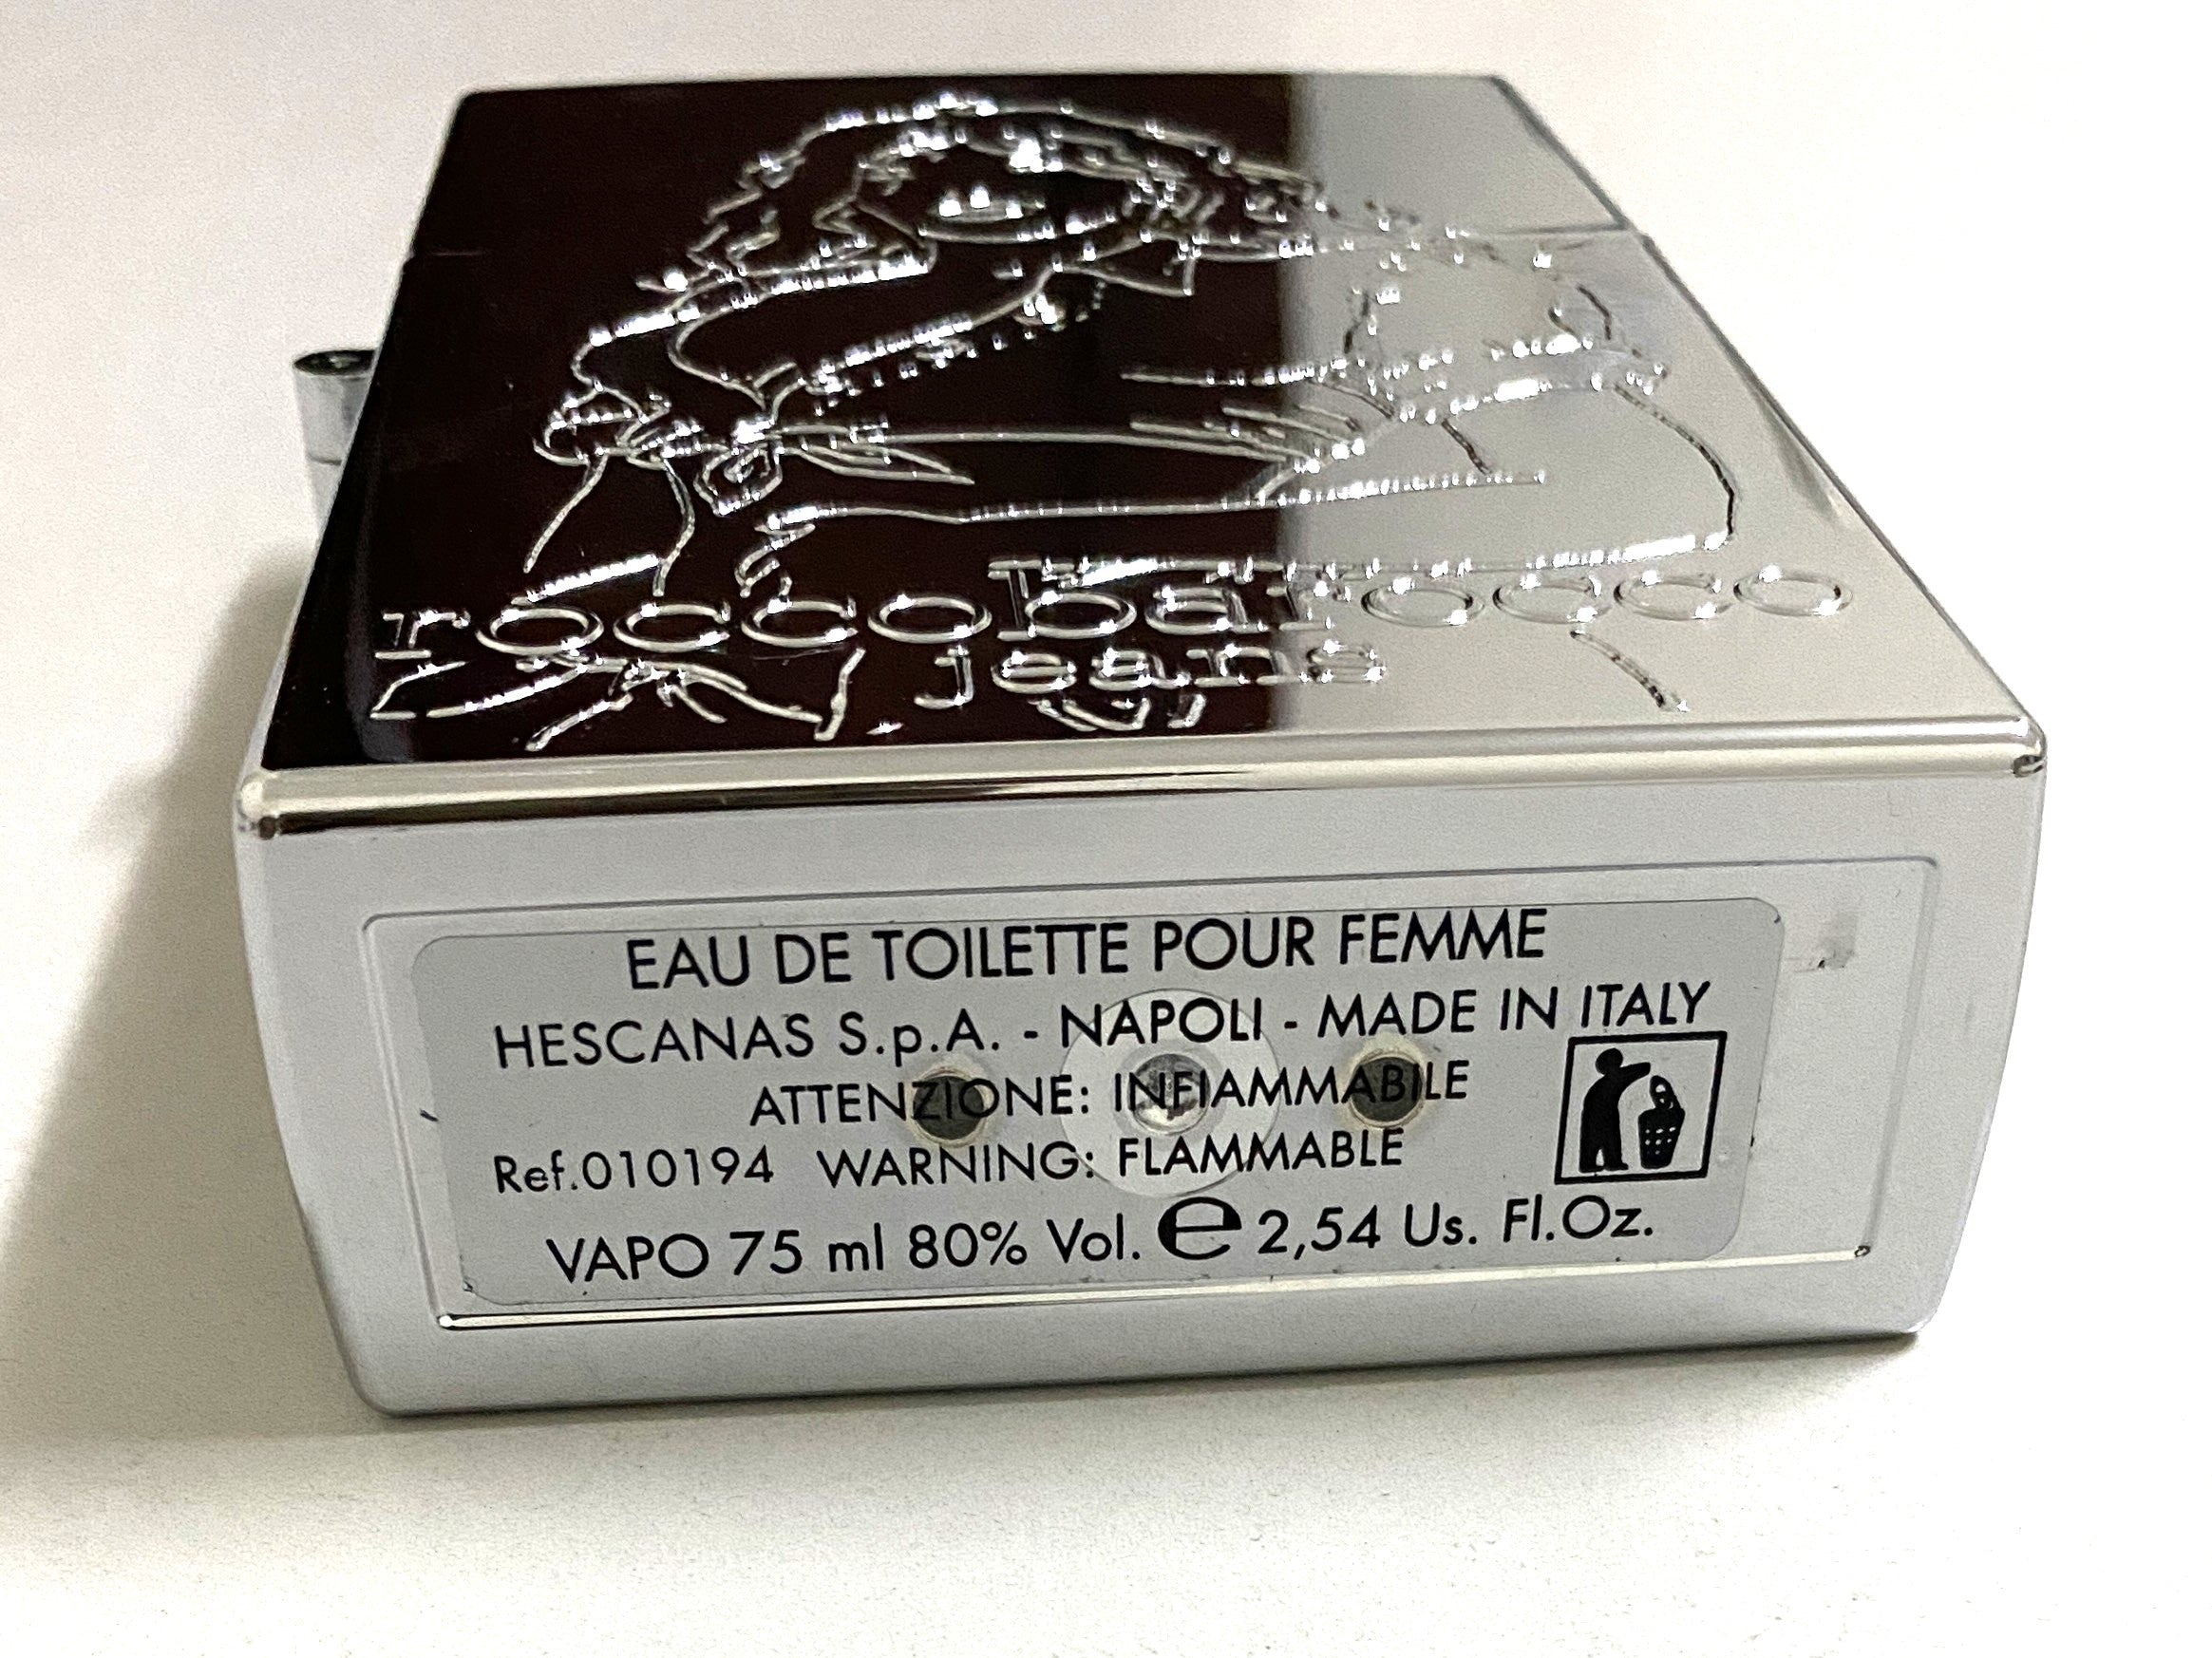 roccobarocco
jeans
EAU DE TOILETTE POUR FEMME
HESCANAS S.p.A. - NAPOLI - MADE IN ITALY
ATTENZIONE: INFIAMMABILE
Ref.010194 WARNING: FLAMMABLE
VAPO 75 ml 80% Vol. e 2,54 Us. Fl.Oz.